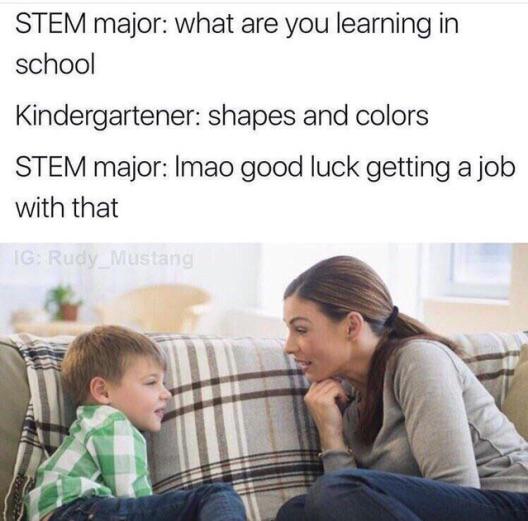 STEM major: what are you learning in
school
Kindergartener: shapes and colors
STEM major: lmao good luck getting a job
with that
IG: Rudy_Mustang